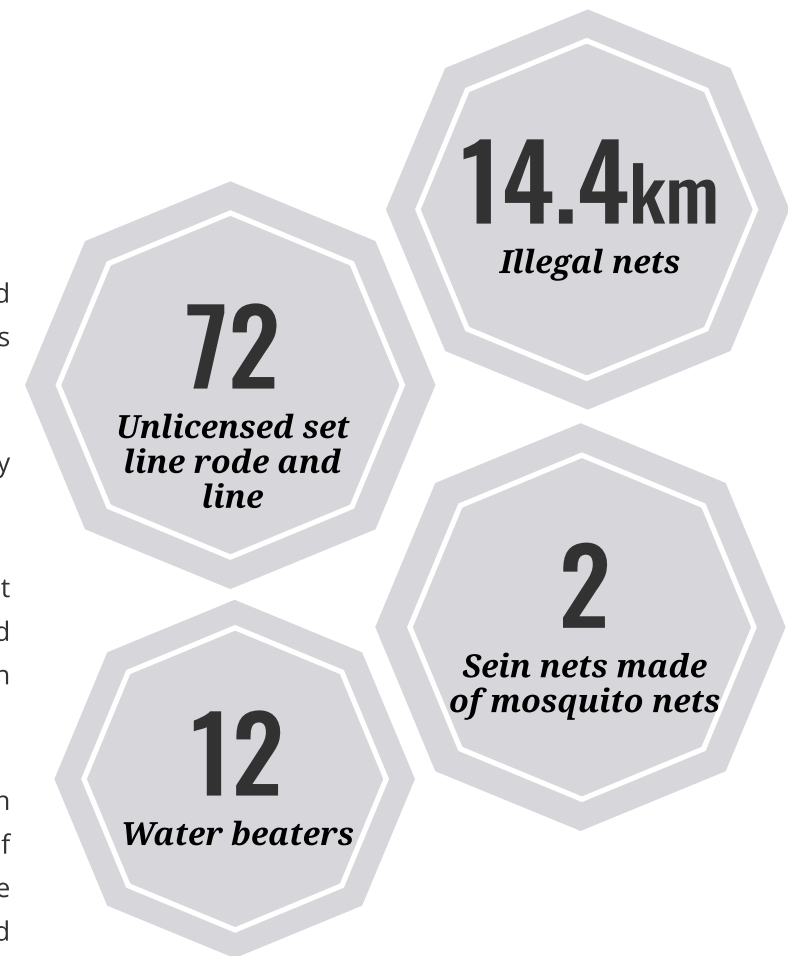 14.4km
Illegal nets
72
Unlicensed set
line rode and
line
2
Sein nets made
of mosquito nets
12
Water beaters
d
s
y
t
d
n
n
f
e
d